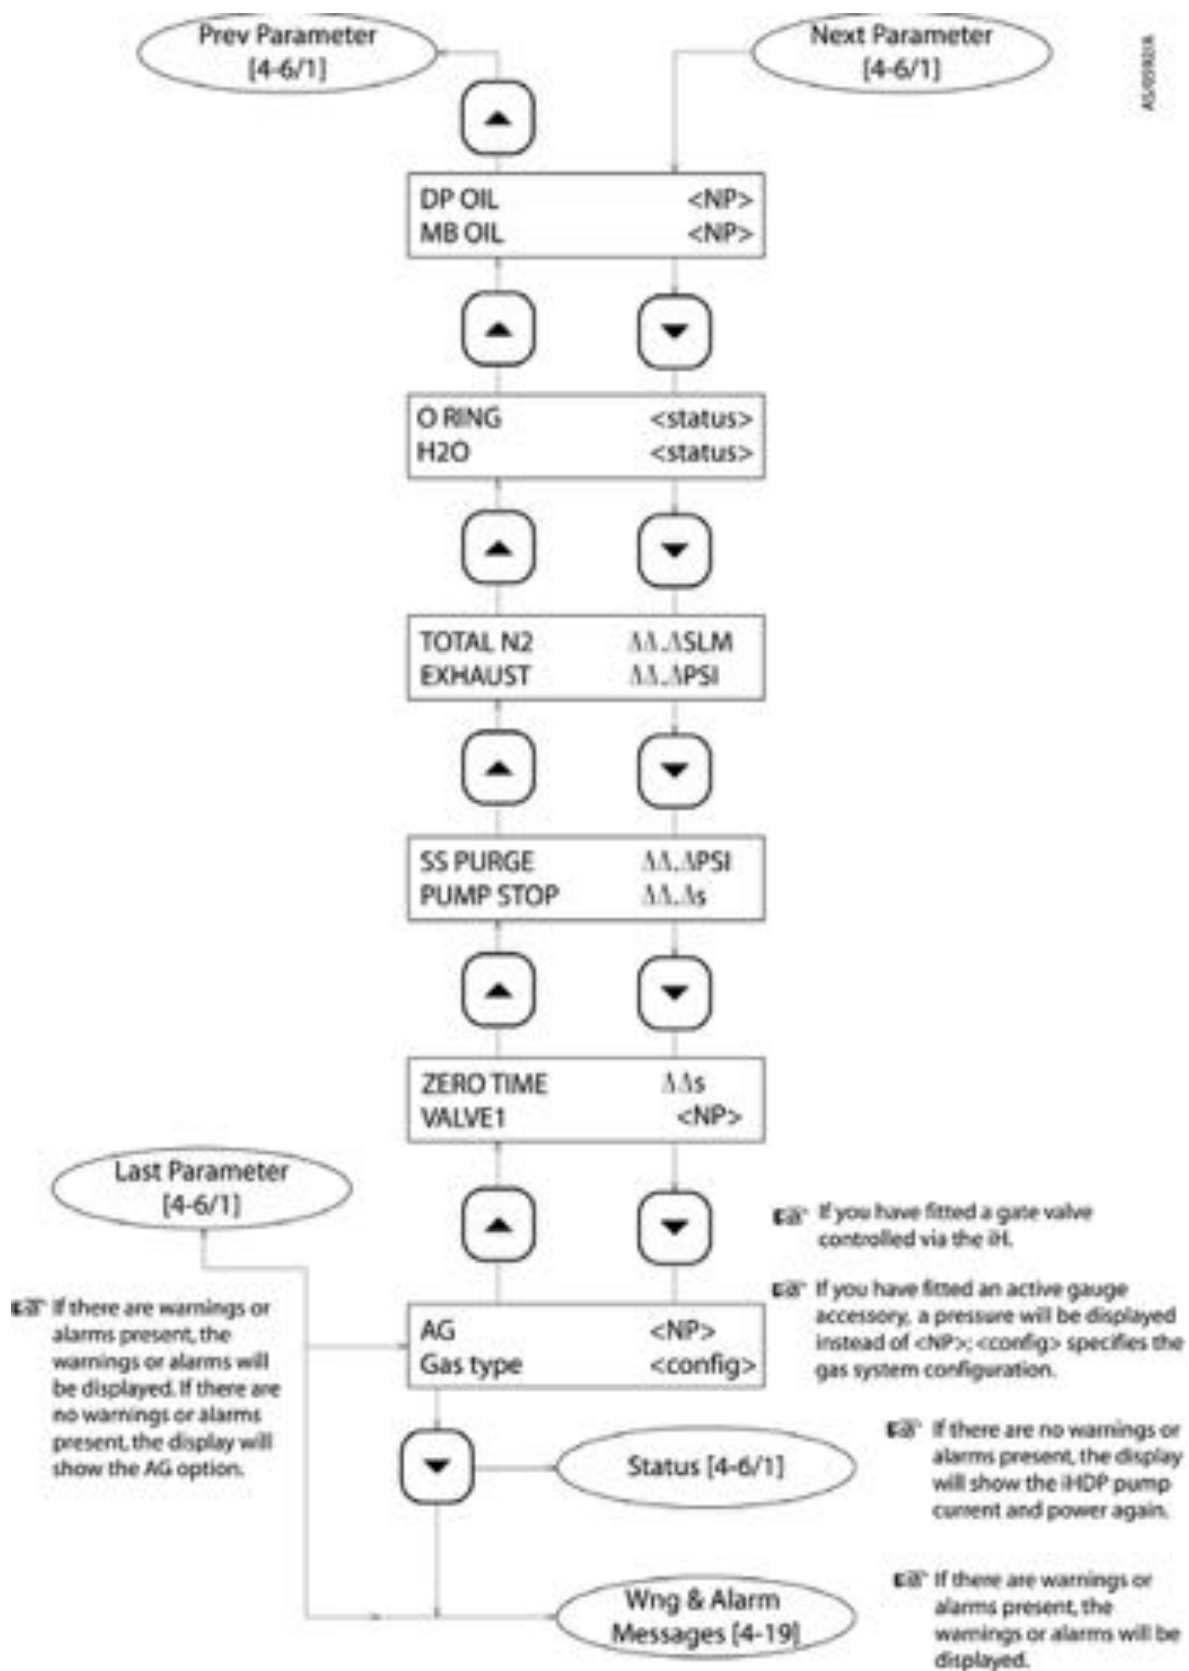 Prev Parameter
[4-6/1]
Next Parameter
[4-6/1]
AS/0592/A
DP OIL <NP>
MB OIL <NP>
O RING <status>
H2O <status>
TOTAL N2 ΔΔ.ΔSLM
EXHAUST ΔΔ.ΔPSI
SS PURGE ΔΔ.ΔPSI
PUMP STOP ΔΔ.Δs
ZERO TIME ΔΔs
VALVE1 <NP>
Last Parameter
[4-6/1]
If you have fitted a gate valve
controlled via the iH.
If you have fitted an active gauge
accessory, a pressure will be displayed
instead of <NP>; <config> specifies the
gas system configuration.
If there are warnings or
alarms present, the
warnings or alarms will
be displayed. If there are
no warnings or alarms
present, the display will
show the AG option.
AG <NP>
Gas type <config>
Status [4-6/1]
If there are no warnings or
alarms present, the display
will show the iHDP pump
current and power again.
Wng & Alarm
Messages [4-19]
If there are warnings or
alarms present, the
warnings or alarms will be
displayed.